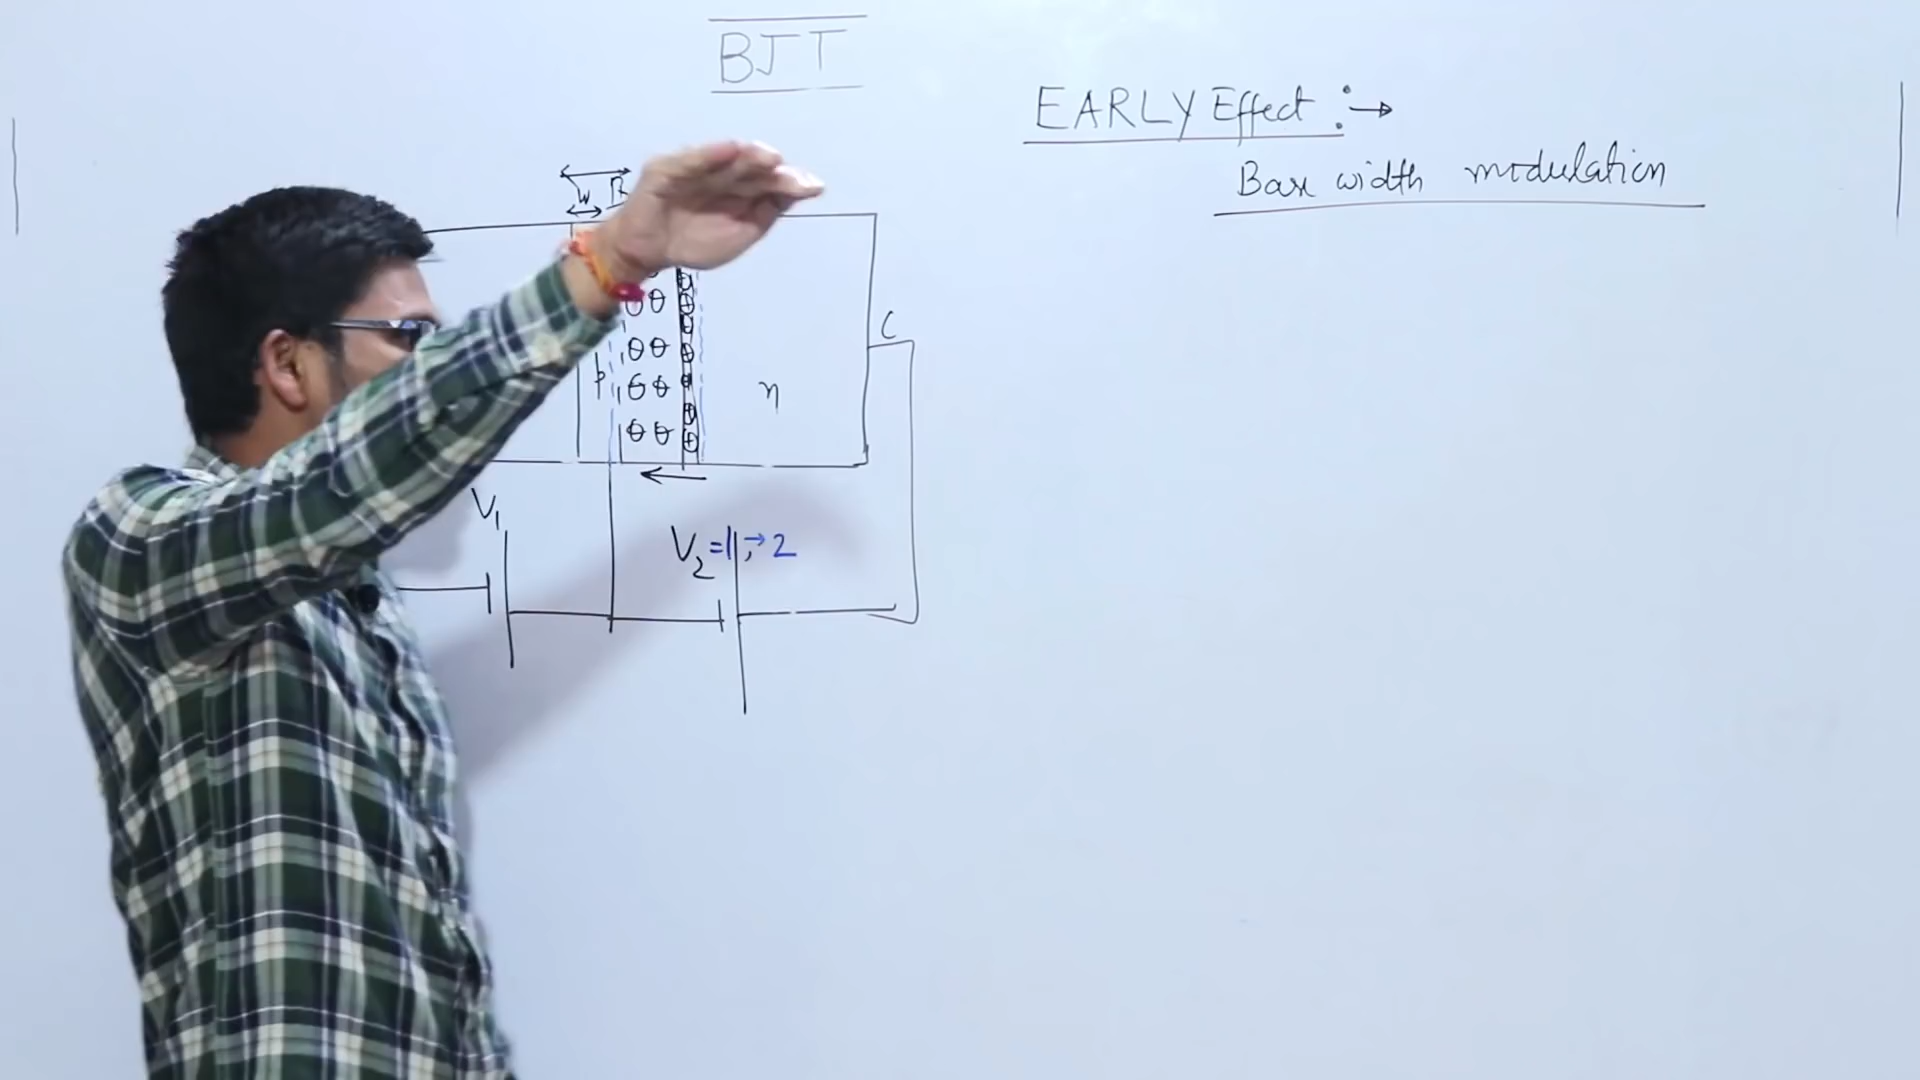 BJT
EARLY Effect :→
Base width modulation
W B
p
n
C
V1
V2=1,→2